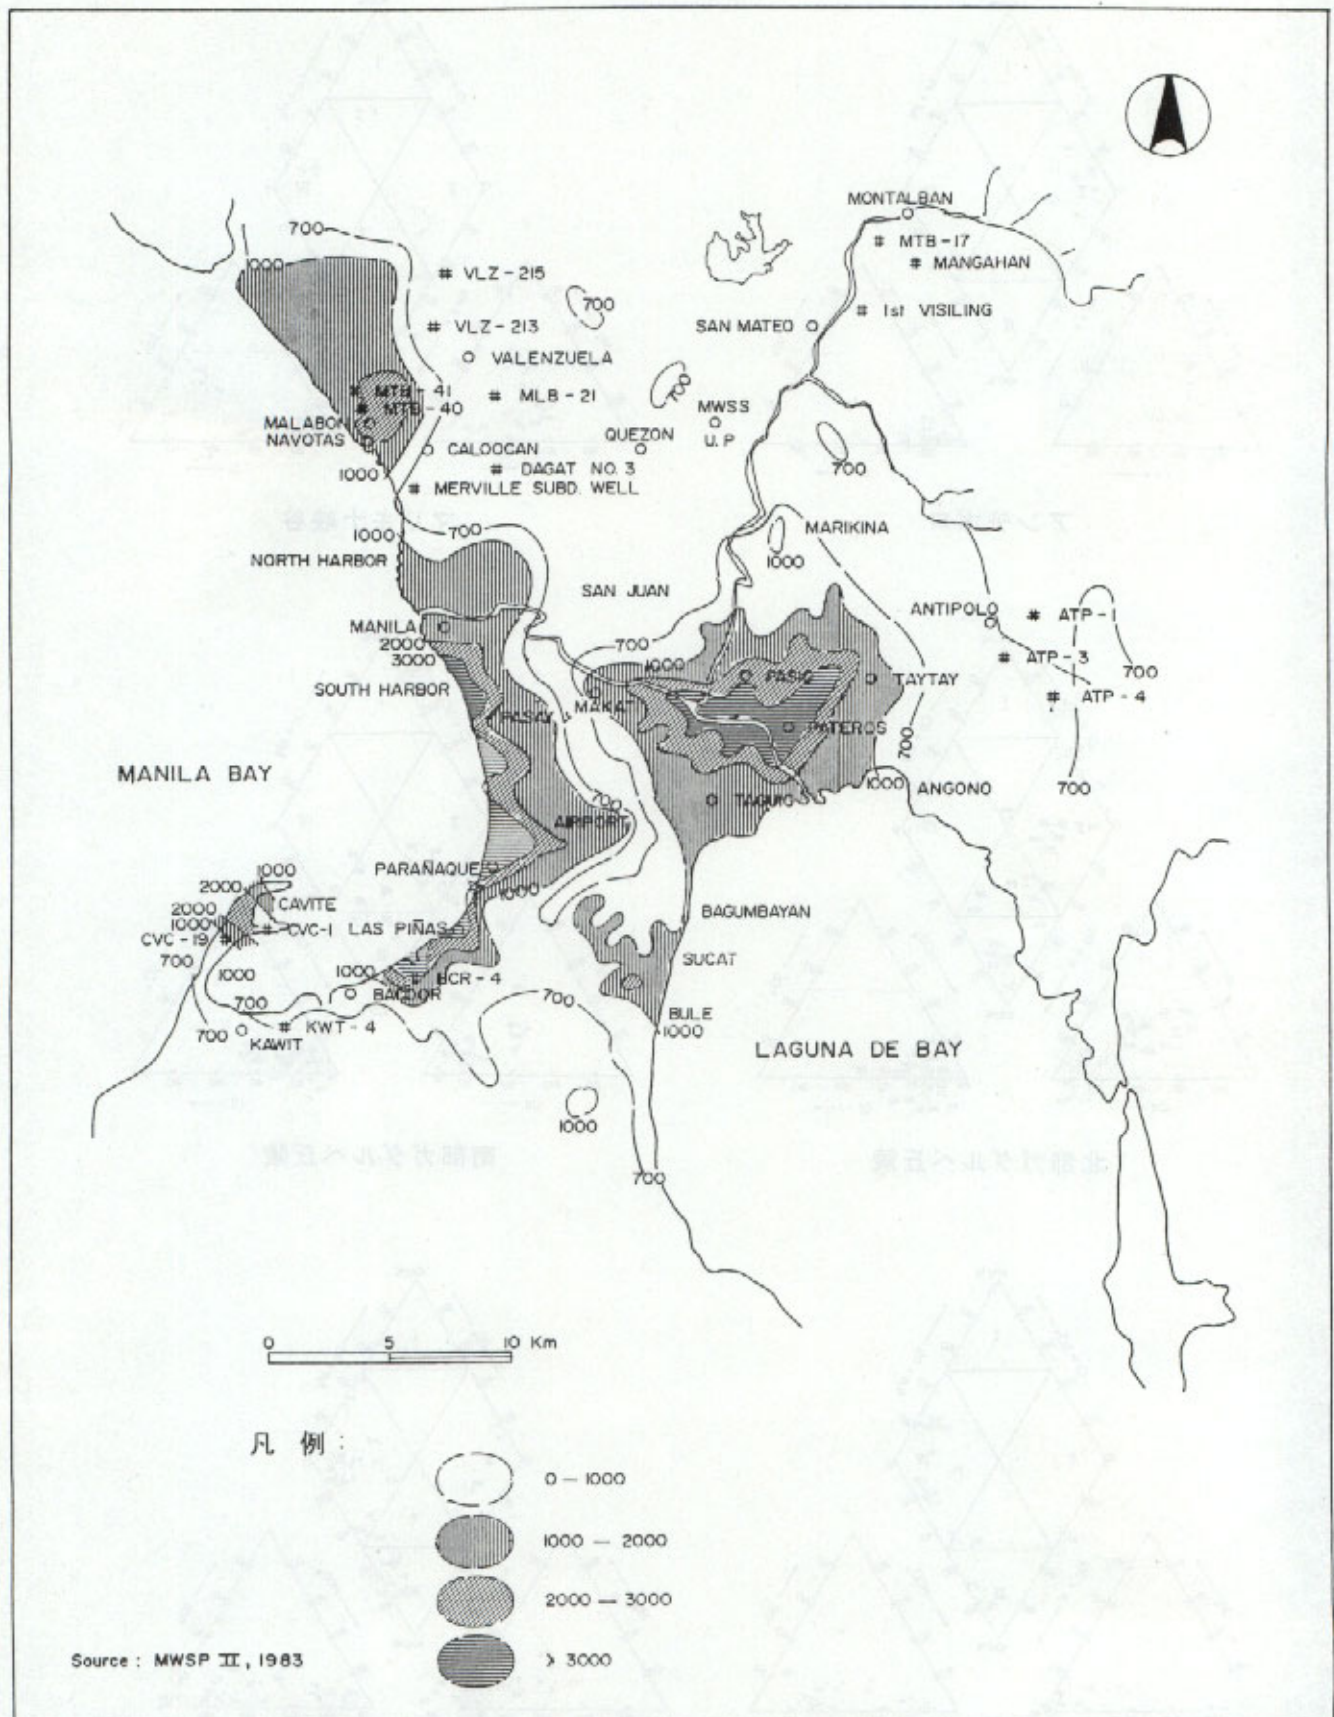 MONTALBAN
# MTB-17
# MANGAHAN
700
1000
# VLZ-215
700
# 1st VISILING
# VLZ-213
SAN MATEO
VALENZUELA
# MTB-41
# MTB-40
# MLB-21
700
MWSS
U.P
MALABON
NAVOTAS
QUEZON
CALOOCAN
1000
# DAGAT NO. 3
# MERVILLE SUBD. WELL
700
1000
700
MARIKINA
NORTH HARBOR
1000
SAN JUAN
ANTIPOLO
# ATP-1
MANILA
2000
3000
700
1000
# ATP-3
700
SOUTH HARBOR
PASIG
TAYTAY
# ATP-4
PASAY
MAKATI
PATEROS
700
MANILA BAY
1000
ANGONO
700
700
TAGUIG
AIRPORT
PARAÑAQUE
1000
1000
2000
CAVITE
2000
1000
CVC-19
# CVC-1
LAS PIÑAS
BAGUMBAYAN
SUCAT
700
1000
1000
# BCR-4
BACOOR
700
700
BULE
1000
700
KAWIT
# KWT-4
LAGUNA DE BAY
1000
700
0 5 10 Km
凡 例 :
0 — 1000
1000 — 2000
2000 — 3000
> 3000
Source : MWSP II, 1983